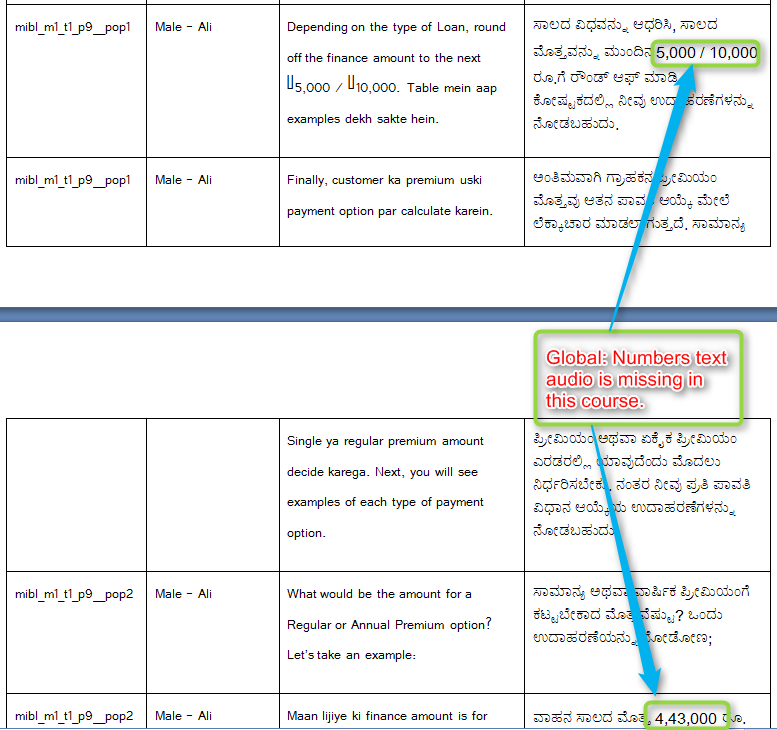 mibl_m1_t1_p9__pop1
Male - Ali
Depending on the type of Loan, round
off the finance amount to the next
5,000 / 10,000. Table mein aap
examples dekh sakte hein.
ಸಾಲದ ವಿಧವನ್ನು ಆಧರಿಸಿ, ಸಾಲದ
ಮೊತ್ತವನ್ನು ಮುಂದಿನ 5,000 / 10,000
ರೂ.ಗೆ ರೌಂಡ್ ಆಫ್ ಮಾಡಿ
ಕೋಷ್ಟಕದಲ್ಲಿ ನೀವು ಉದಾಹರಣೆಗಳನ್ನು
ನೋಡಬಹುದು.
mibl_m1_t1_p9__pop1
Male - Ali
Finally, customer ka premium uski
payment option par calculate karein.
ಅಂತಿಮವಾಗಿ ಗ್ರಾಹಕನ ಪ್ರೀಮಿಯಂ
ಮೊತ್ತವು ಆತನ ಪಾವತಿ ಆಯ್ಕೆ ಮೇಲೆ
ಲೆಕ್ಕಾಚಾರ ಮಾಡಲಾಗುತ್ತದೆ. ಸಾಮಾನ್ಯ
Global: Numbers text
audio is missing in
this course.
Single ya regular premium amount
decide karega. Next, you will see
examples of each type of payment
option.
ಪ್ರೀಮಿಯಂ ಅಥವಾ ಏಕೈಕ ಪ್ರೀಮಿಯಂ
ಎರಡರಲ್ಲಿ ಯಾವುದೆಂದು ಮೊದಲು
ನಿರ್ಧರಿಸಬೇಕು. ನಂತರ ನೀವು ಪ್ರತಿ ಪಾವತಿ
ವಿಧಾನ ಆಯ್ಕೆಯ ಉದಾಹರಣೆಗಳನ್ನು
ನೋಡಬಹುದು
mibl_m1_t1_p9__pop2
Male - Ali
What would be the amount for a
Regular or Annual Premium option?
Let's take an example:
ಸಾಮಾನ್ಯ ಅಥವಾ ವಾರ್ಷಿಕ ಪ್ರೀಮಿಯಂಗೆ
ಕಟ್ಟಬೇಕಾದ ಮೊತ್ತವೆಷ್ಟು? ಒಂದು
ಉದಾಹರಣೆಯನ್ನು ನೋಡೋಣ;
mibl_m1_t1_p9__pop2
Male - Ali
Maan lijiye ki finance amount is for
ವಾಹನ ಸಾಲದ ಮೊತ್ತ 4,43,000 ರೂ.